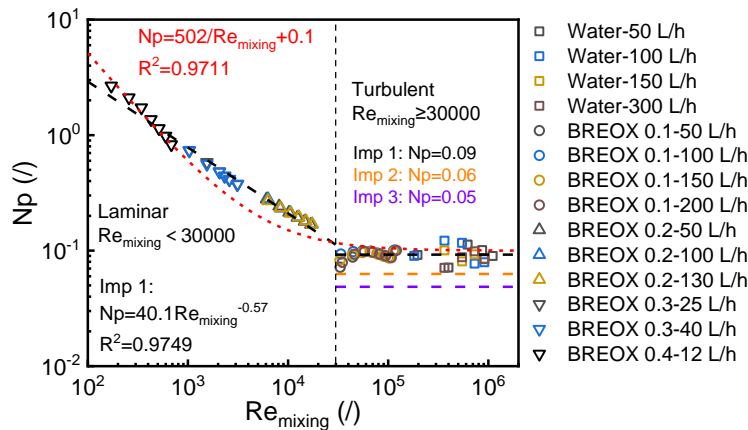 Np=502/Re_mixing+0.1
R²=0.9711
Turbulent
Re_mixing≥30000
Imp 1: Np=0.09
Imp 2: Np=0.06
Imp 3: Np=0.05
Laminar
Re_mixing < 30000
Imp 1:
Np=40.1Re_mixing^-0.57
R²=0.9749
Np (/)
10¹
10⁰
10⁻¹
10⁻²
10² 10³ 10⁴ 10⁵ 10⁶
Re_mixing (/)
Water-50 L/h
Water-100 L/h
Water-150 L/h
Water-300 L/h
BREOX 0.1-50 L/h
BREOX 0.1-100 L/h
BREOX 0.1-150 L/h
BREOX 0.1-200 L/h
BREOX 0.2-50 L/h
BREOX 0.2-100 L/h
BREOX 0.2-130 L/h
BREOX 0.3-25 L/h
BREOX 0.3-40 L/h
BREOX 0.4-12 L/h